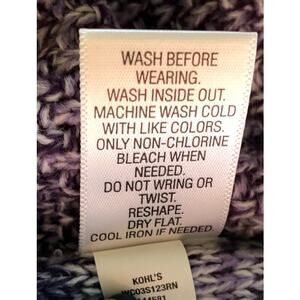 WASH BEFORE
WEARING.
WASH INSIDE OUT.
MACHINE WASH COLD
WITH LIKE COLORS.
ONLY NON-CHLORINE
BLEACH WHEN
NEEDED.
DO NOT WRING OR
TWIST.
RESHAPE.
DRY FLAT.
COOL IRON IF NEEDED.
KOHL'S
WC03S123RN